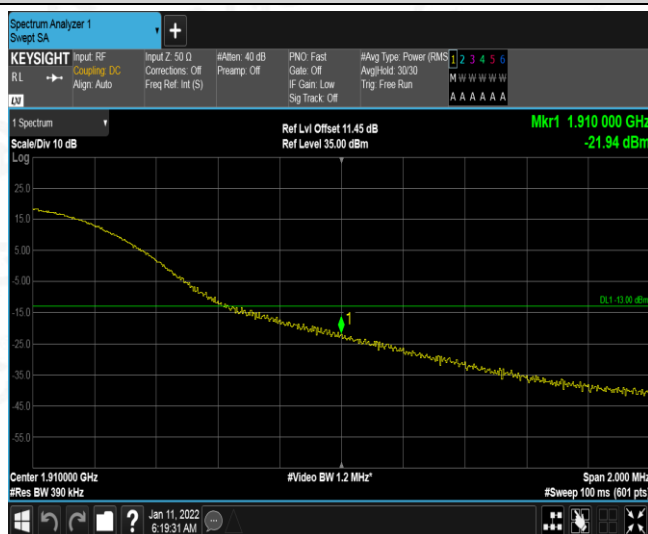 Spectrum Analyzer 1
Swept SA
KEYSIGHT
RL
LXI
Input: RF
Coupling: DC
Align: Auto
Input Z: 50 Ω
Corrections: Off
Freq Ref: Int (S)
#Atten: 40 dB
Preamp: Off
PNO: Fast
Gate: Off
IF Gain: Low
Sig Track: Off
#Avg Type: Power (RMS
Avg|Hold: 30/30
Trig: Free Run
1 2 3 4 5 6
M W W W W W
A A A A A A
1 Spectrum
Scale/Div 10 dB
Ref Lvl Offset 11.45 dB
Ref Level 35.00 dBm
Mkr1 1.910 000 GHz
-21.94 dBm
Log
25.0
15.0
5.00
-5.00
DL1 -13.00 dBm
-15.0
1
-25.0
-35.0
-45.0
-55.0
Center 1.910000 GHz
#Video BW 1.2 MHz*
Span 2.000 MHz
#Res BW 390 kHz
#Sweep 100 ms (601 pts)
?
Jan 11, 2022
6:19:31 AM